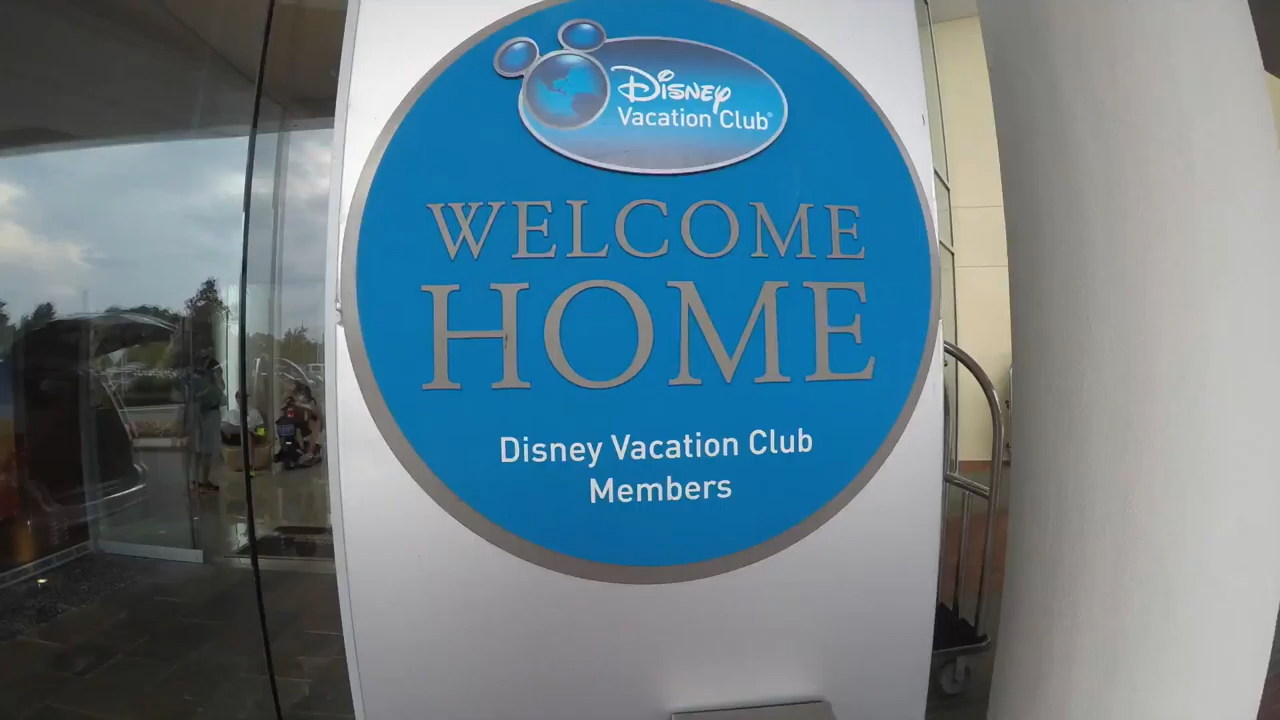 Disney
Vacation Club®
WELCOME
HOME
Disney Vacation Club
Members